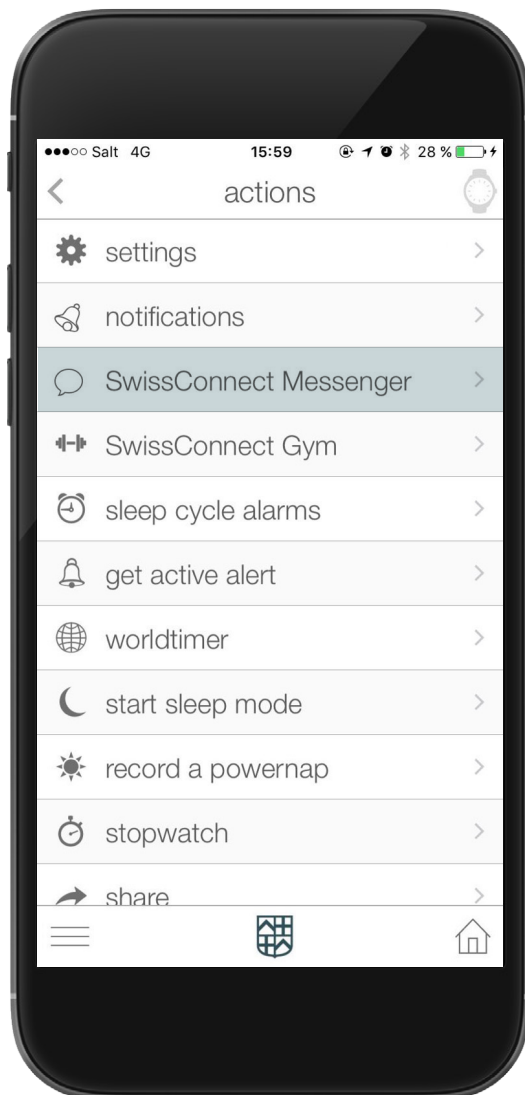 Salt 4G 15:59 28 %
actions
settings
notifications
SwissConnect Messenger
SwissConnect Gym
sleep cycle alarms
get active alert
worldtimer
start sleep mode
record a powernap
stopwatch
share